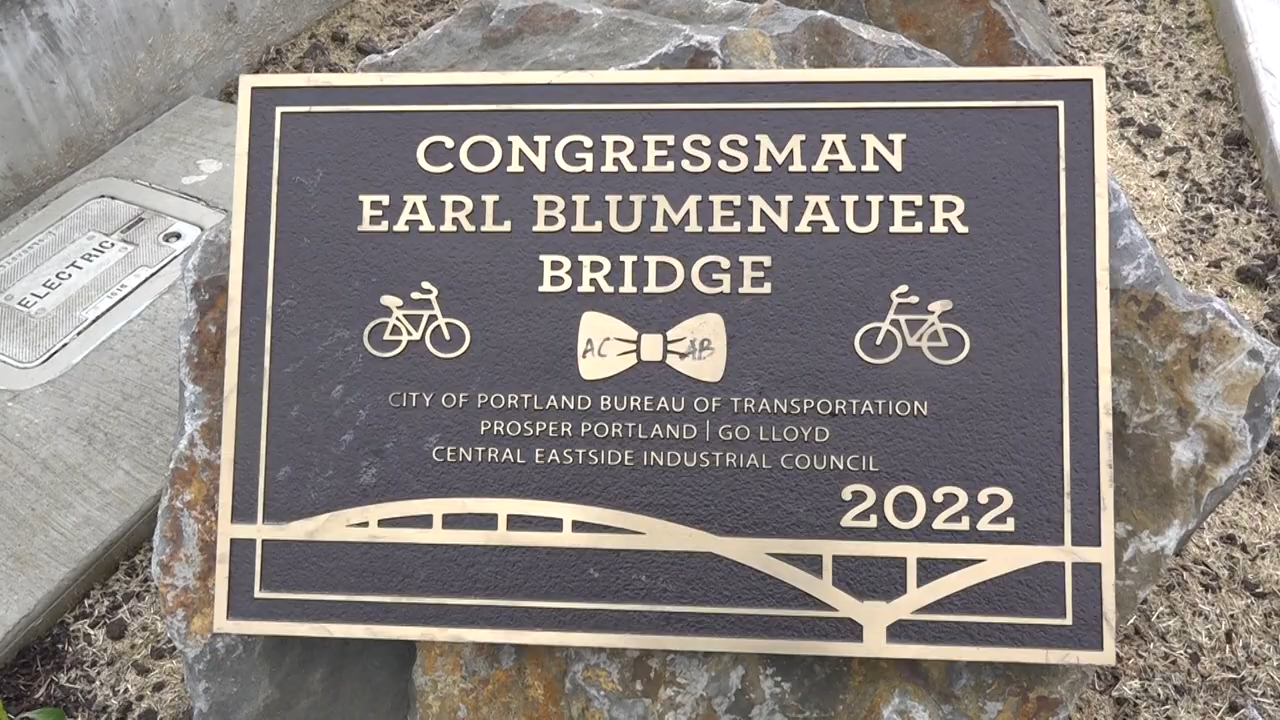 CONGRESSMAN
EARL BLUMENAUER
BRIDGE
AC AB
CITY OF PORTLAND BUREAU OF TRANSPORTATION
PROSPER PORTLAND | GO LLOYD
CENTRAL EASTSIDE INDUSTRIAL COUNCIL
2022
ELECTRIC